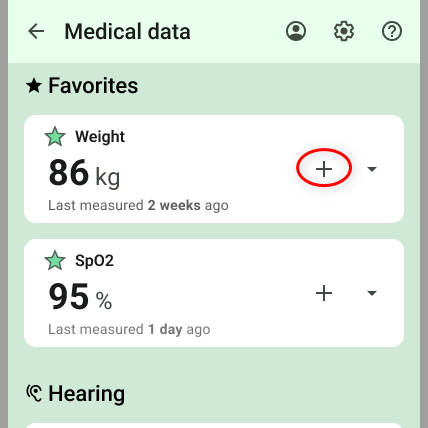 Medical data
Favorites
Weight
86 kg
Last measured 2 weeks ago
SpO2
95 %
Last measured 1 day ago
Hearing